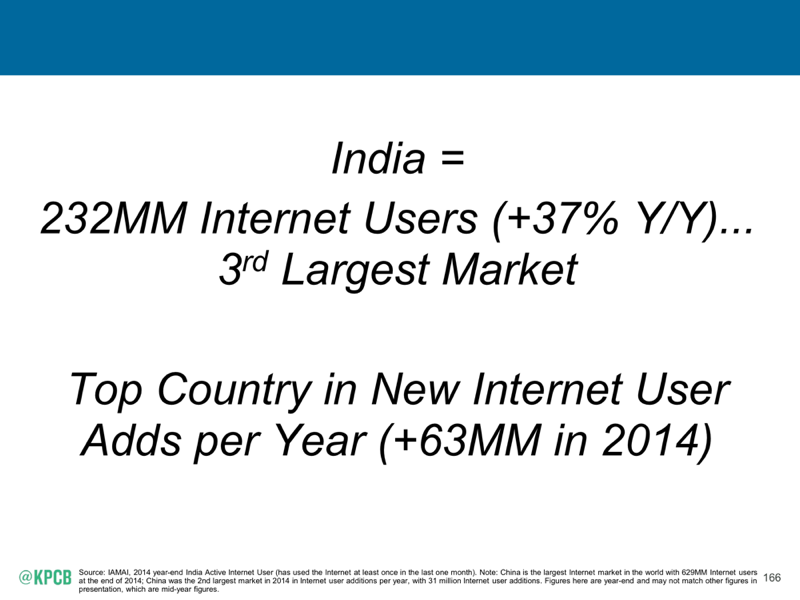 India =
232MM Internet Users (+37% Y/Y)...
3rd Largest Market
Top Country in New Internet User
Adds per Year (+63MM in 2014)
@KPCB
Source: IAMAI, 2014 year-end India Active Internet User (has used the Internet at least once in the last one month). Note: China is the largest Internet market in the world with 629MM Internet users
at the end of 2014; China was the 2nd largest market in 2014 in Internet user additions per year, with 31 million Internet user additions. Figures here are year-end and may not match other figures in
presentation, which are mid-year figures.
166